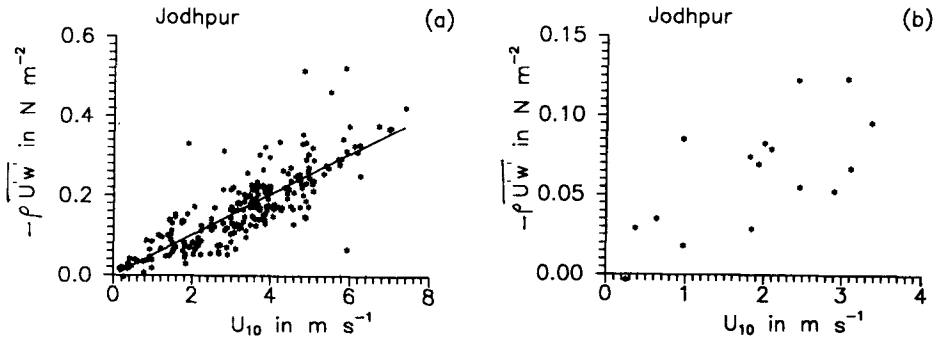 Jodhpur (a)
0.6
0.4
0.2
0.0
−ρ U'w' in N m−2
0 2 4 6 8
U10 in m s−1
Jodhpur (b)
0.15
0.10
0.05
0.00
−ρ U'w' in N m−2
0 1 2 3 4
U10 in m s−1